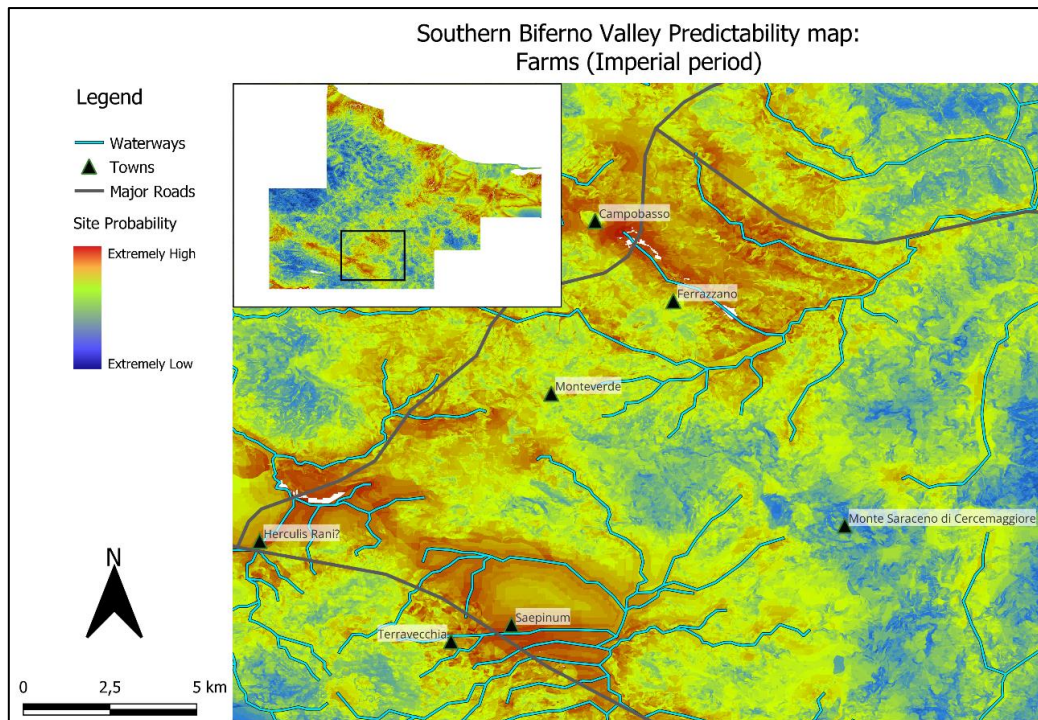 Southern Biferno Valley Predictability map:
Farms (Imperial period)
Legend
Waterways
Towns
Major Roads
Site Probability
Extremely High
Extremely Low
Campobasso
Ferrazzano
Monteverde
Monte Saraceno di Cercemaggiore
Herculis Rani?
Saepinum
Terravecchia
N
0 2,5 5 km